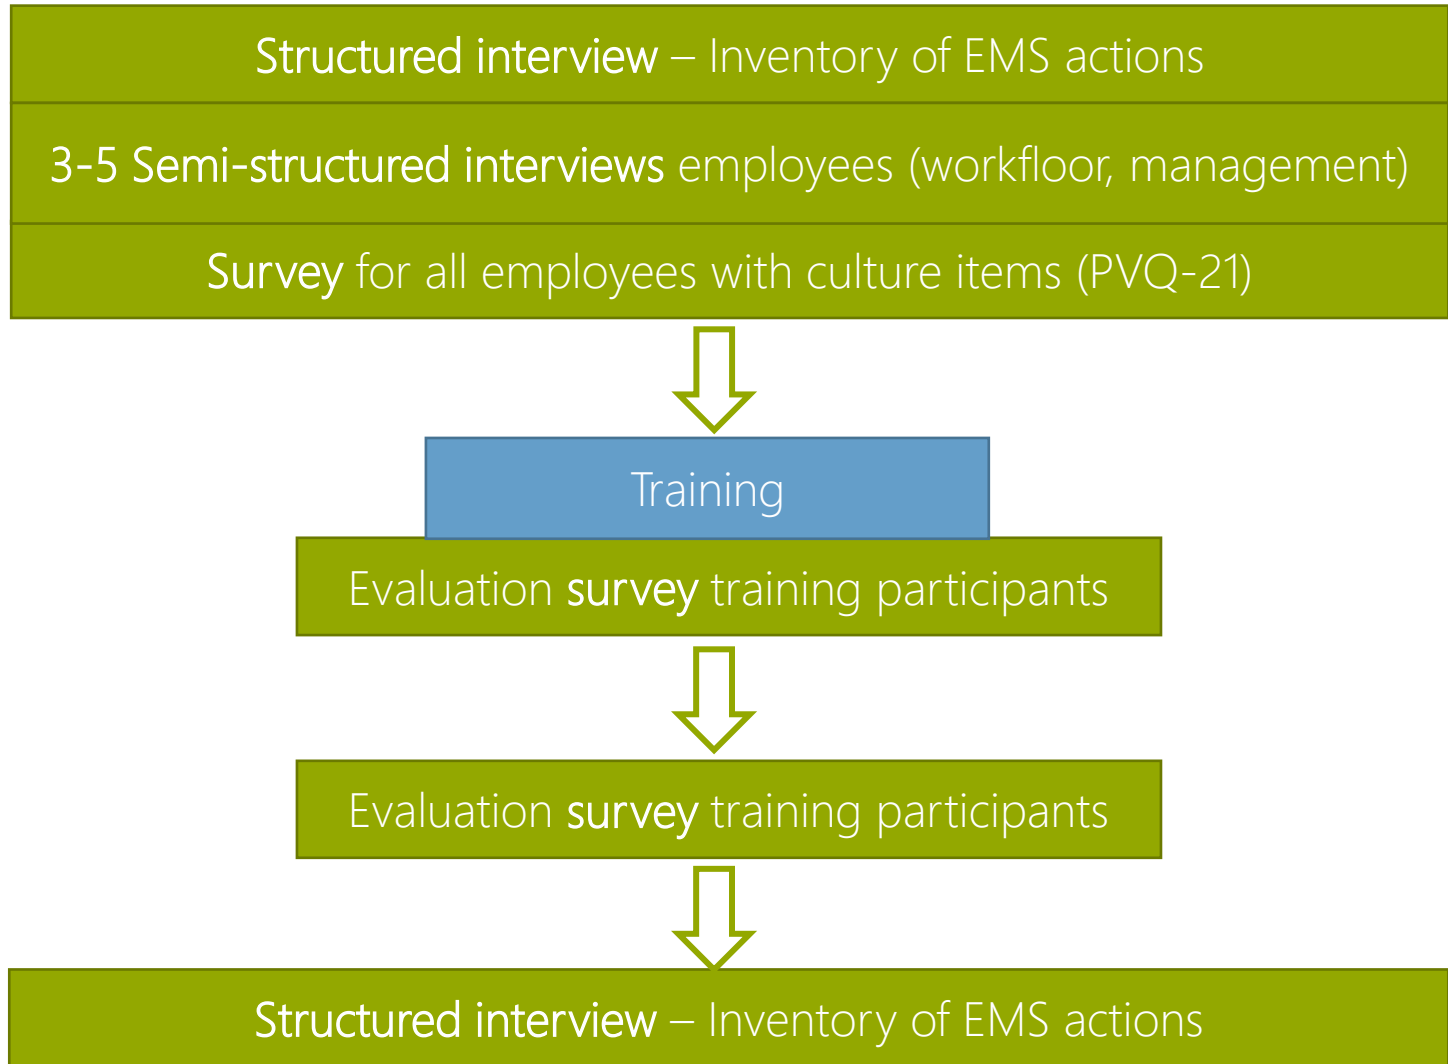 Structured interview – Inventory of EMS actions
3-5 Semi-structured interviews employees (workfloor, management)
Survey for all employees with culture items (PVQ-21)
Training
Evaluation survey training participants
Evaluation survey training participants
Structured interview – Inventory of EMS actions